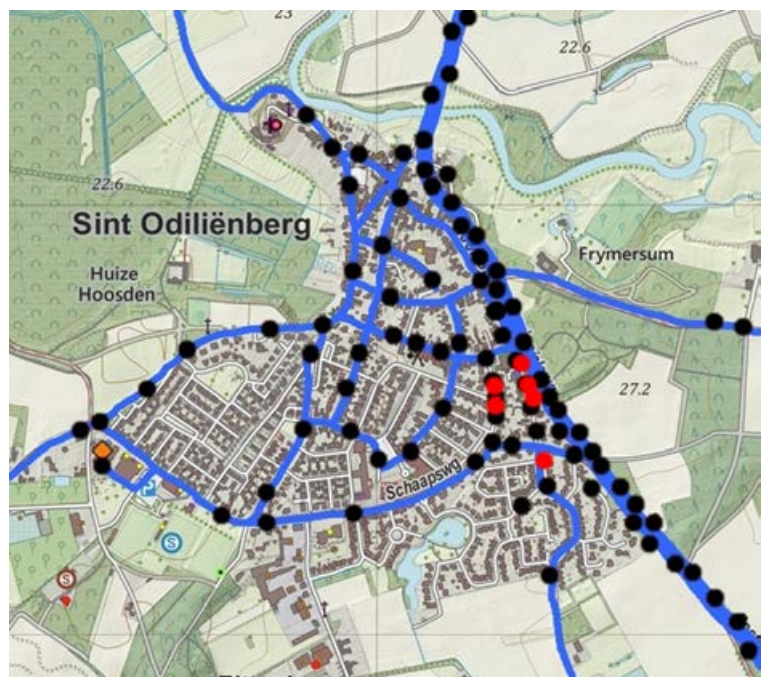 23
22.6
22.6
Sint Odiliënberg
Frymersum
Huize
Hoosden
27.2
Schaapswg
P
S
S